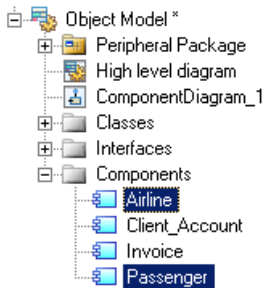 Object Model *
Peripheral Package
High level diagram
ComponentDiagram_1
Classes
Interfaces
Components
Airline
Client_Account
Invoice
Passenger